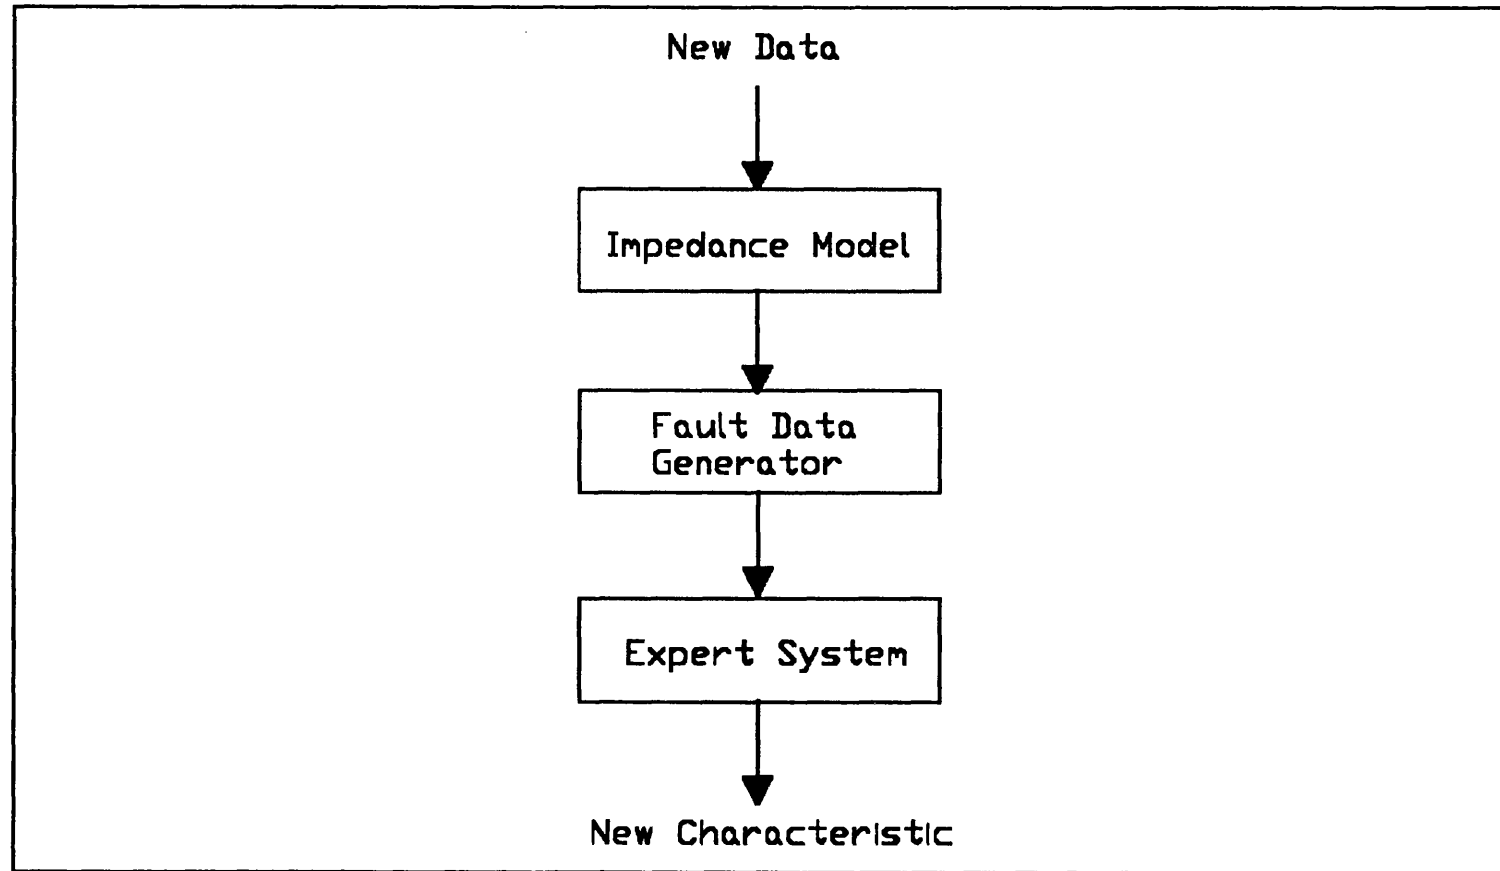 New Data
Impedance Model
Fault Data
Generator
Expert System
New Characteristic